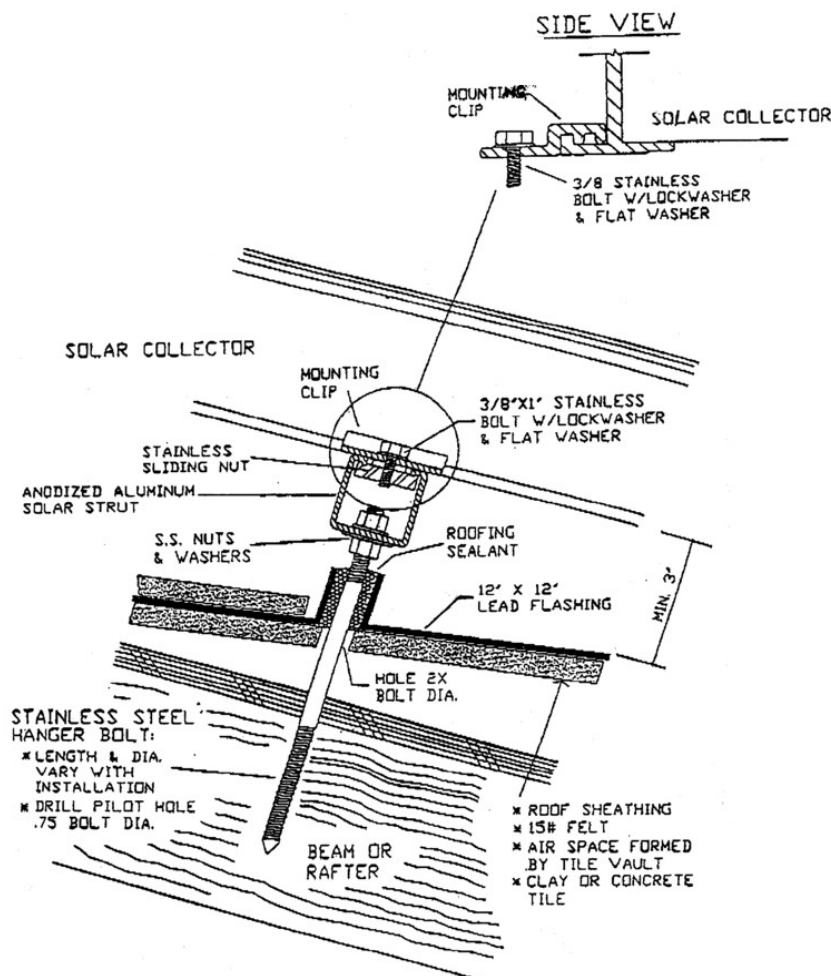 SIDE VIEW
MOUNTING
CLIP
SOLAR COLLECTOR
3/8 STAINLESS
BOLT W/LOCKWASHER
& FLAT WASHER
SOLAR COLLECTOR
MOUNTING
CLIP
3/8"X1" STAINLESS
BOLT W/LOCKWASHER
& FLAT WASHER
STAINLESS
SLIDING NUT
ANODIZED ALUMINUM
SOLAR STRUT
S.S. NUTS
& WASHERS
ROOFING
SEALANT
12" X 12"
LEAD FLASHING
MIN. 3"
HOLE 2X
BOLT DIA.
STAINLESS STEEL
HANGER BOLT:
* LENGTH & DIA.
VARY WITH
INSTALLATION
* DRILL PILOT HOLE
.75 BOLT DIA.
BEAM OR
RAFTER
* ROOF SHEATHING
* 15# FELT
* AIR SPACE FORMED
BY TILE VAULT
* CLAY OR CONCRETE
TILE